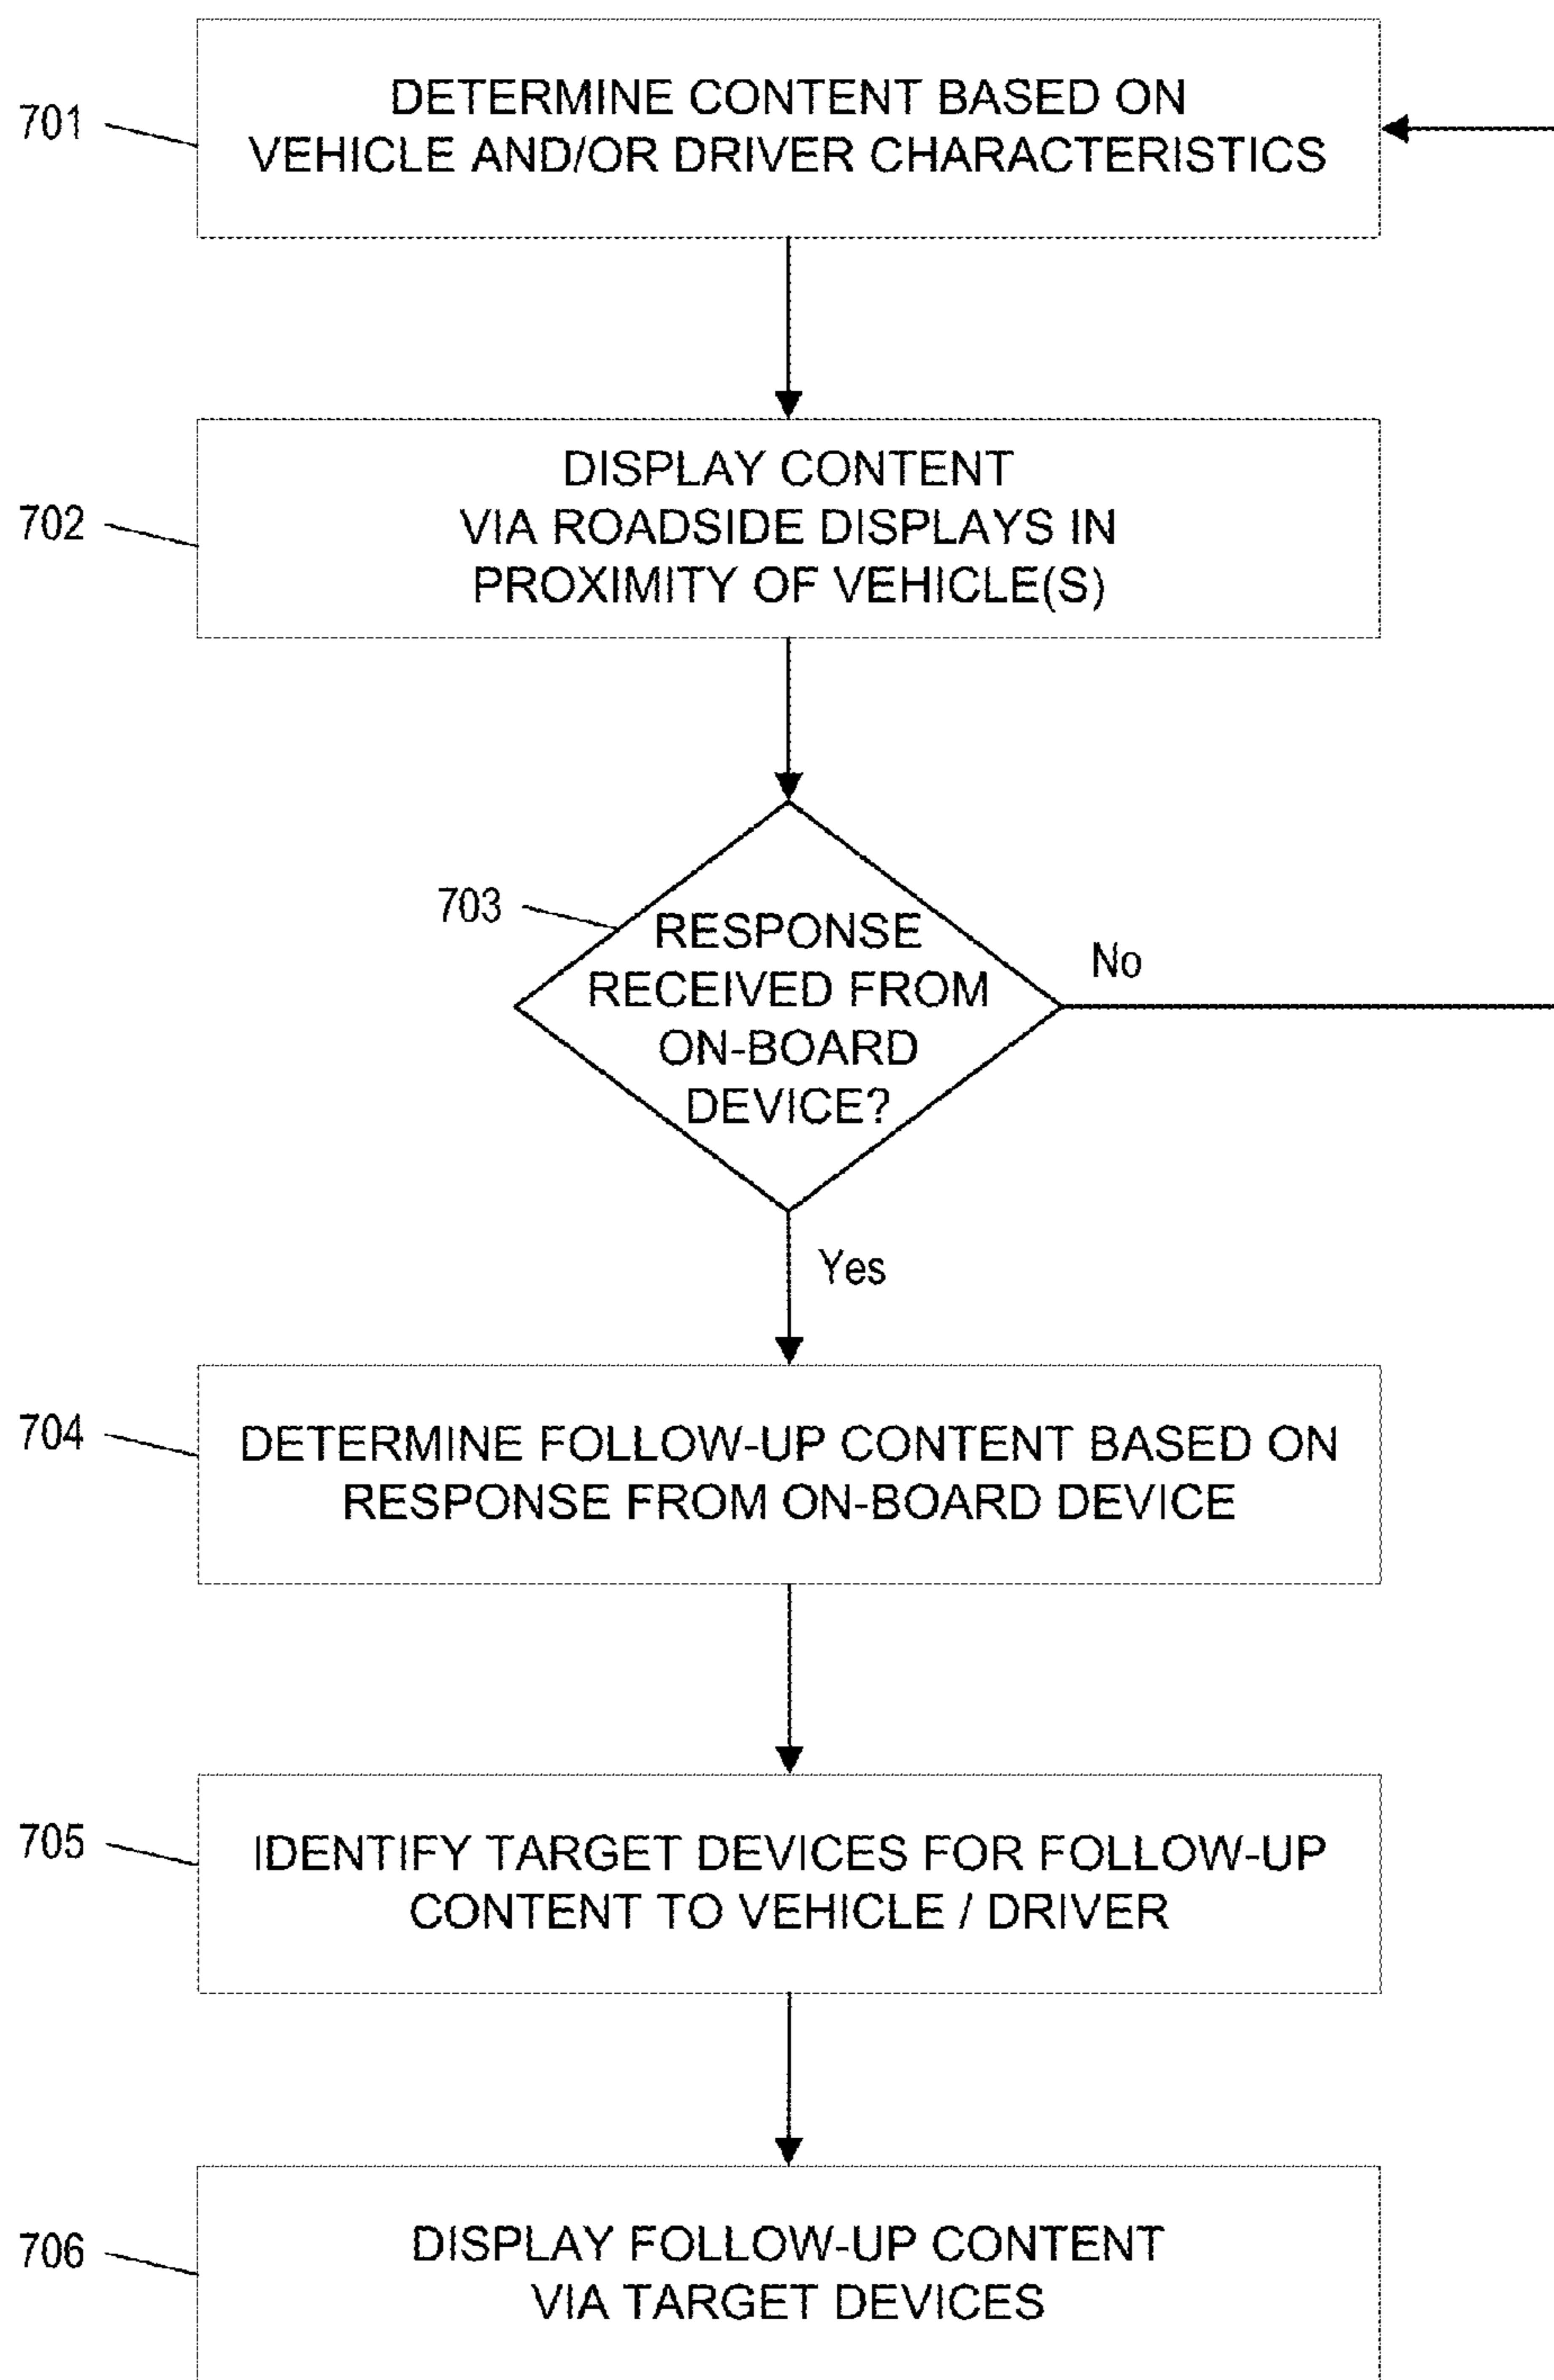 701
DETERMINE CONTENT BASED ON
VEHICLE AND/OR DRIVER CHARACTERISTICS
702
DISPLAY CONTENT
VIA ROADSIDE DISPLAYS IN
PROXIMITY OF VEHICLE(S)
703
RESPONSE
RECEIVED FROM
ON-BOARD
DEVICE?
No
Yes
704
DETERMINE FOLLOW-UP CONTENT BASED ON
RESPONSE FROM ON-BOARD DEVICE
705
IDENTIFY TARGET DEVICES FOR FOLLOW-UP
CONTENT TO VEHICLE / DRIVER
706
DISPLAY FOLLOW-UP CONTENT
VIA TARGET DEVICES